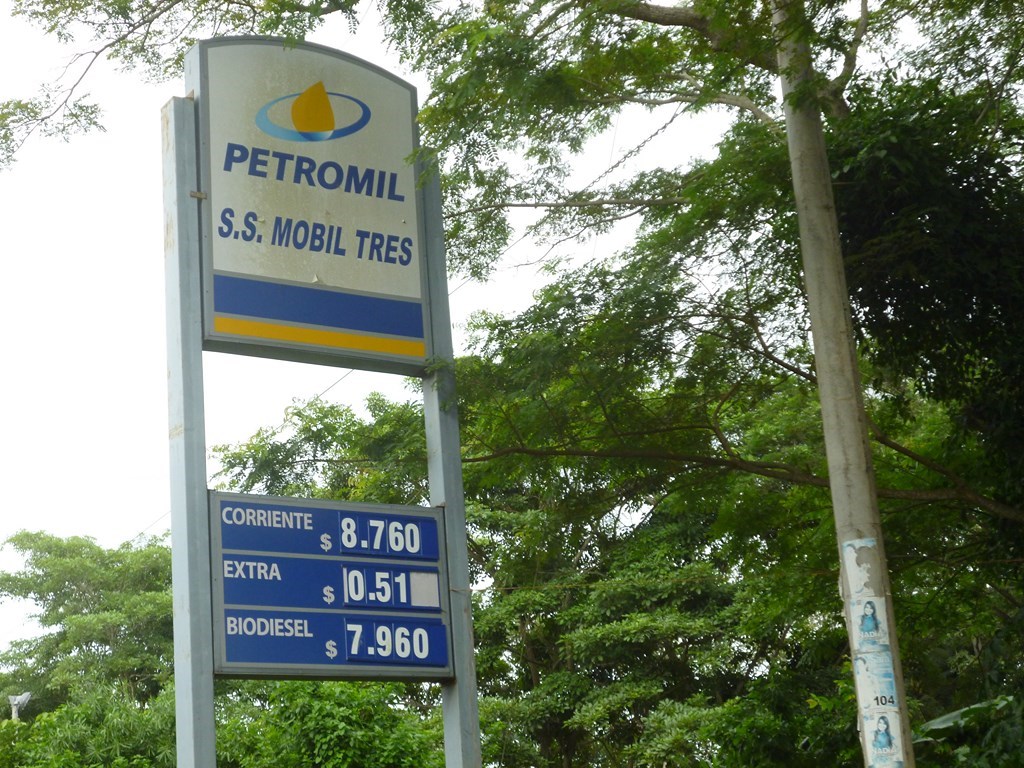 PETROMIL
S.S. MOBIL TRES
CORRIENTE $ 8.760
EXTRA $ 0.51
BIODIESEL $ 7.960
104